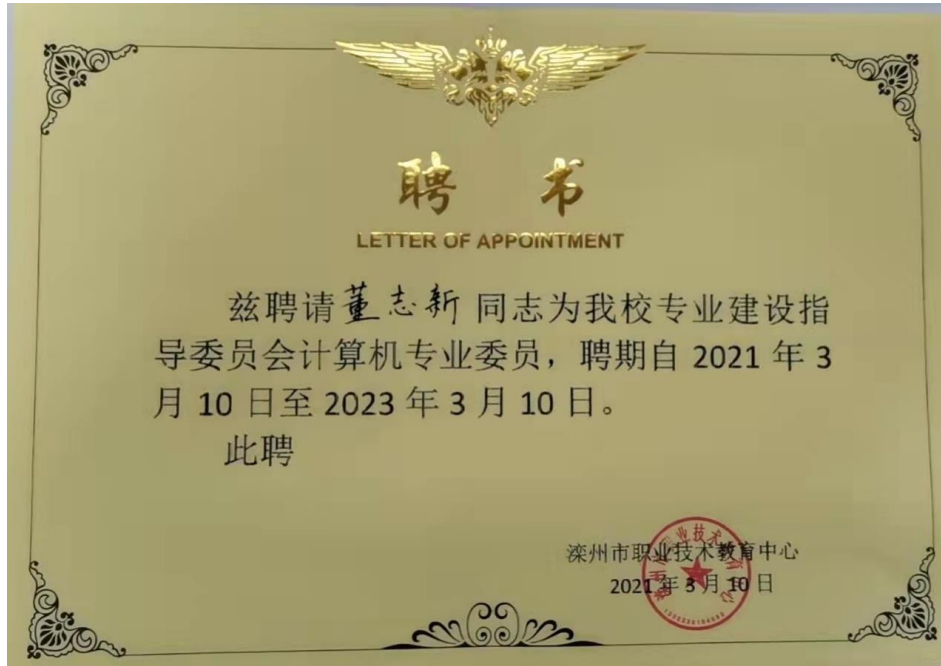 聘 书
LETTER OF APPOINTMENT
兹聘请董志新同志为我校专业建设指
导委员会计算机专业委员，聘期自 2021 年 3
月 10 日至 2023 年 3 月 10 日。
此聘
滦州市职业技术教育中心
2021 年 3 月 10 日